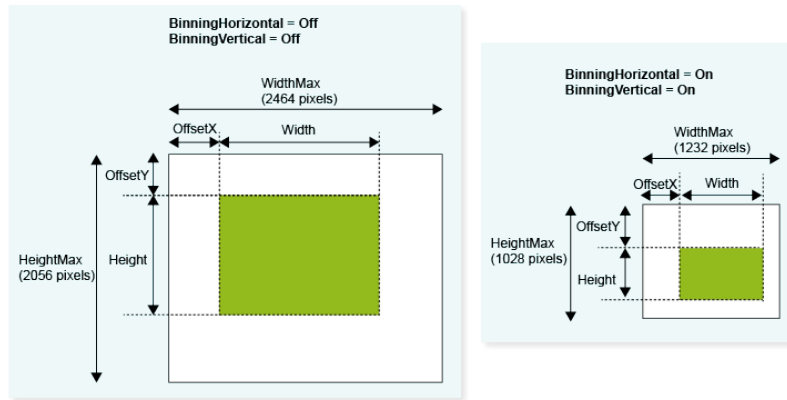 BinningHorizontal = Off
BinningVertical = Off
WidthMax
(2464 pixels)
OffsetX
Width
OffsetY
HeightMax
(2056 pixels)
Height
BinningHorizontal = On
BinningVertical = On
WidthMax
(1232 pixels)
OffsetX
Width
OffsetY
HeightMax
(1028 pixels)
Height